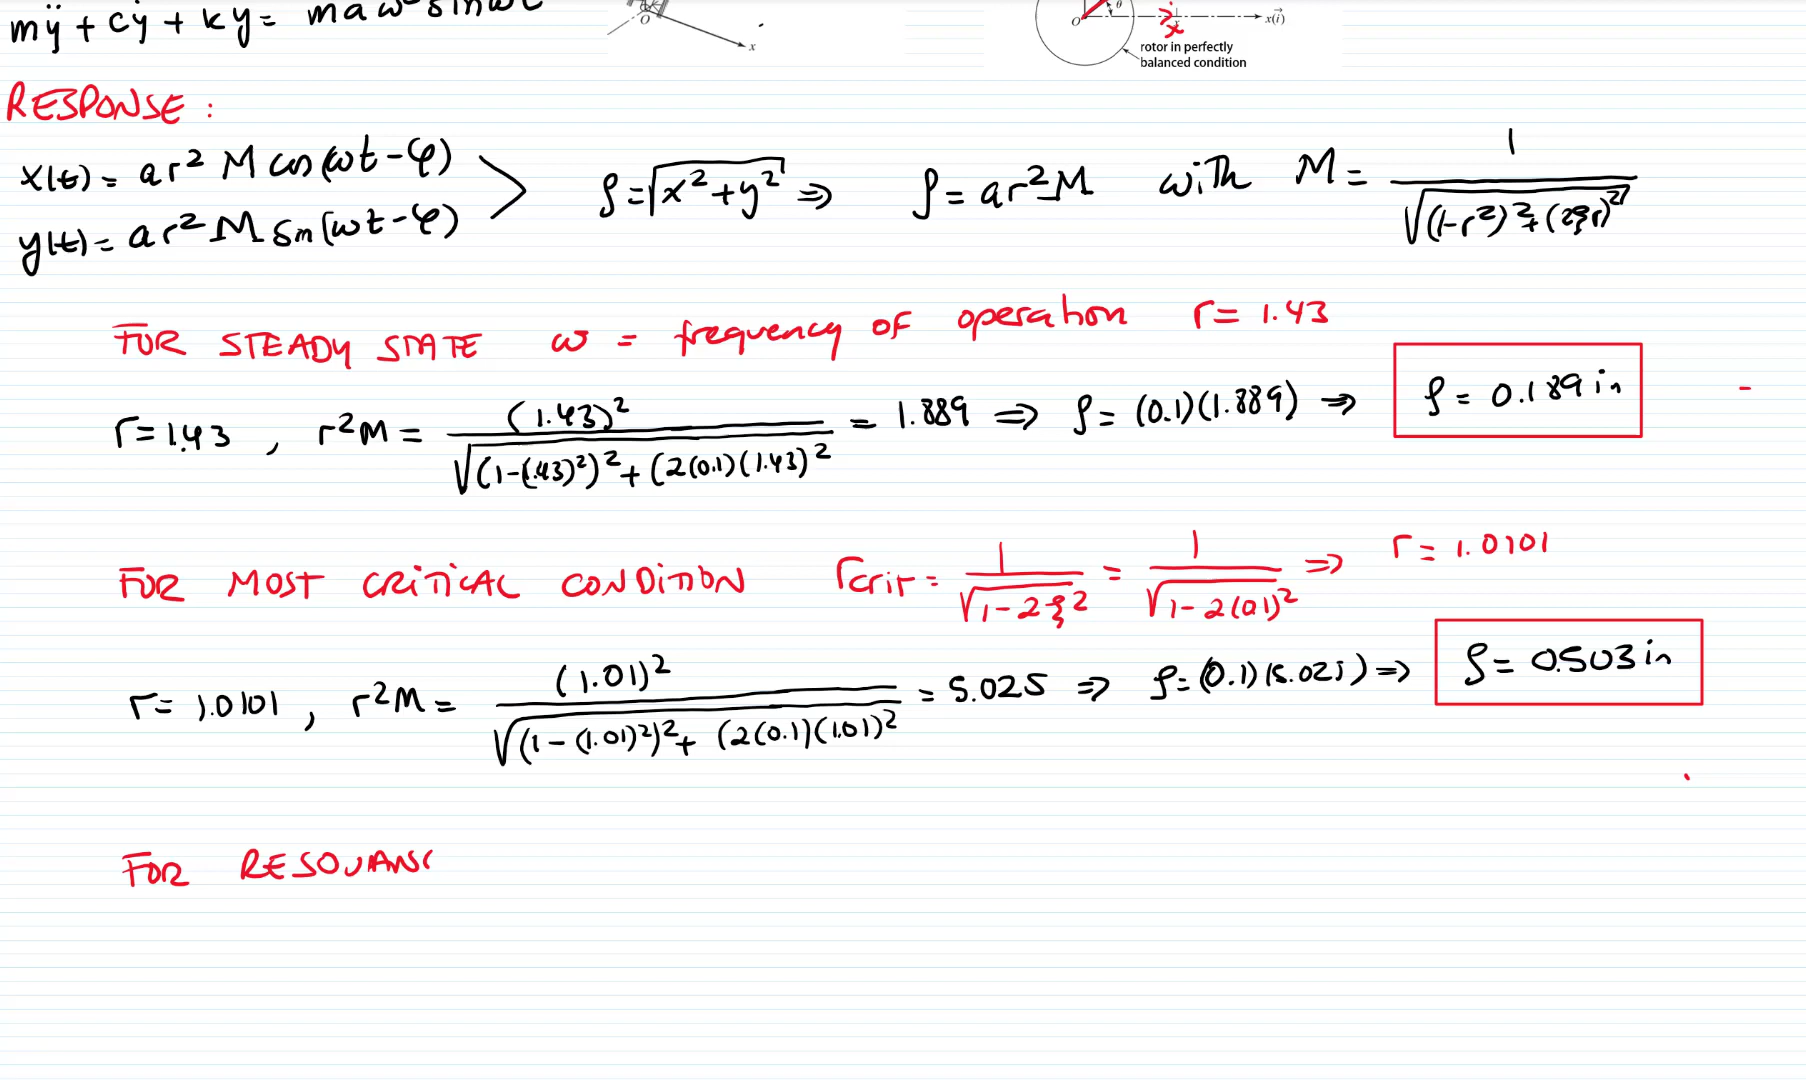 mÿ + cẏ + ky = maω² sinωt
O
x
O
θ
x
x(i)
rotor in perfectly
balanced condition
RESPONSE :
x(t) = ar² M cos(ωt-φ)
y(t) = ar² M sin(ωt-φ)
ρ = √(x²+y²) ⇒ ρ = ar²M with M = 1 / √((1-r²)² + (2ξr)²)
FOR STEADY STATE ω = frequency OF operation r = 1.43
r = 1.43 , r²M = (1.43)² / √((1-(1.43)²)² + (2(0.1)(1.43)² = 1.889 ⇒ ρ = (0.1)(1.889) ⇒ ρ = 0.189 in
FOR MOST CRITICAL CONDITION rcrit = 1 / √(1-2ξ²) = 1 / √(1-2(0.1)²) ⇒ r = 1.0101
r = 1.0101 , r²M = (1.01)² / √((1-(1.01)²)² + (2(0.1)(1.01)² = 5.025 ⇒ ρ = (0.1)(5.025) ⇒ ρ = 0.503 in
FOR RESONANC